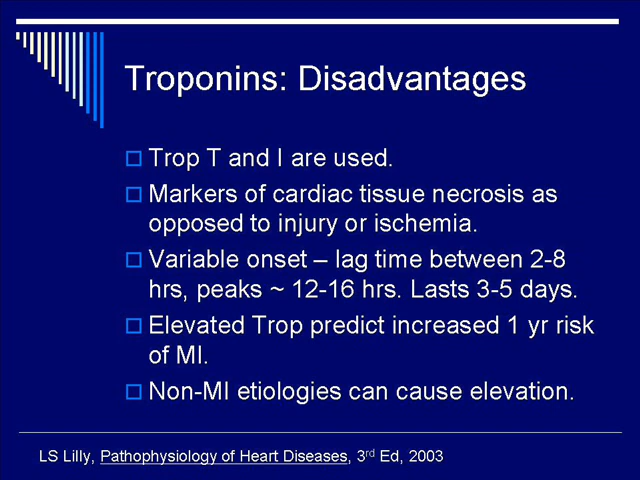 Troponins: Disadvantages
Trop T and I are used.
Markers of cardiac tissue necrosis as
opposed to injury or ischemia.
Variable onset – lag time between 2-8
hrs, peaks ~ 12-16 hrs. Lasts 3-5 days.
Elevated Trop predict increased 1 yr risk
of MI.
Non-MI etiologies can cause elevation.
LS Lilly, Pathophysiology of Heart Diseases, 3rd Ed, 2003